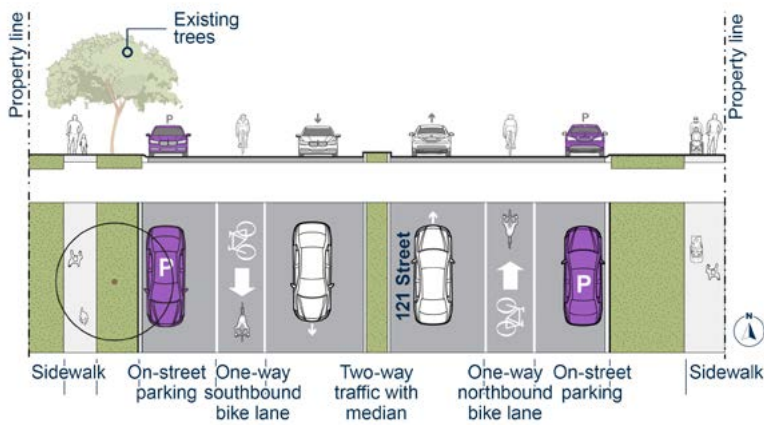 Existing
trees
Property line
Property line
P
P
P
P
121 Street
N
Sidewalk
On-street
parking
One-way
southbound
bike lane
Two-way
traffic with
median
One-way
northbound
bike lane
On-street
parking
Sidewalk